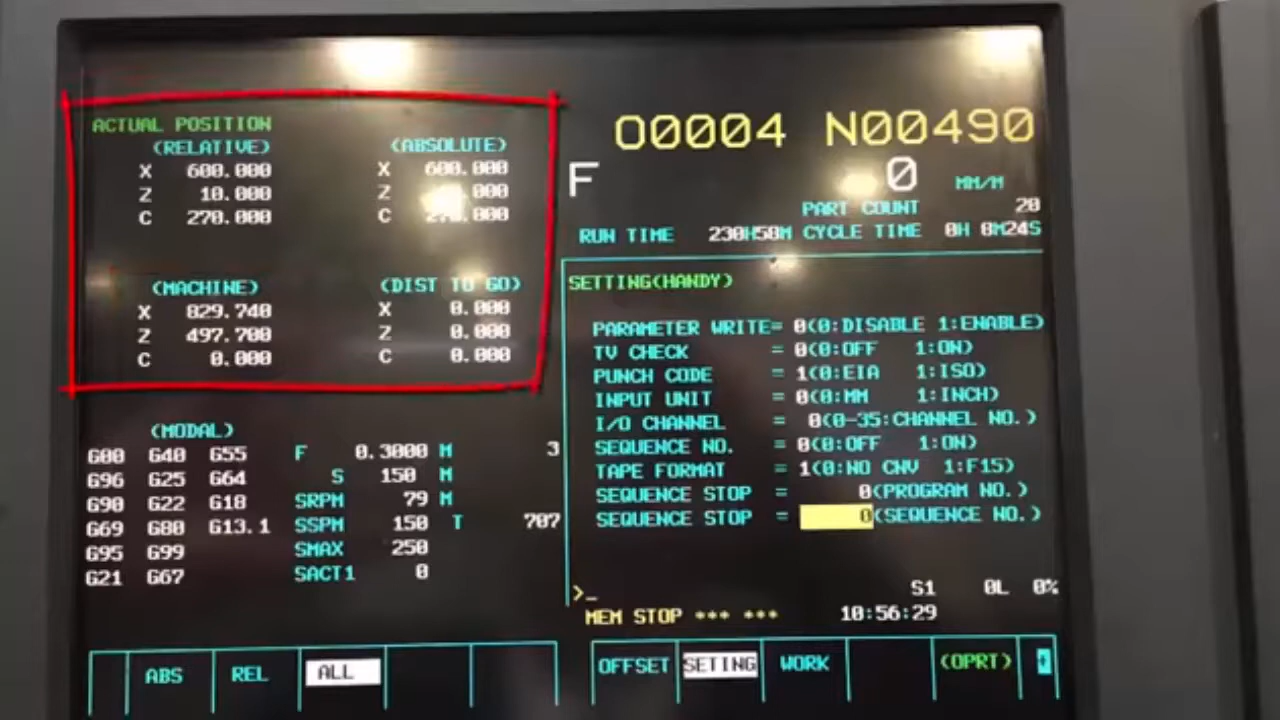 ACTUAL POSITION
(RELATIVE) (ABSOLUTE)
X 600.000 X 600.000
Z 10.000 Z
C 270.000 C
(MACHINE) (DIST TO GO)
X 829.740 X 0.000
Z 497.700 Z 0.000
C 0.000 C 0.000
(MODAL)
G00 G40 G55 F 0.3000 M 3
G96 G25 G64 S 150 M
G90 G22 G18 SRPM 79 M
G69 G80 G13.1 SSPM 150 T 707
G95 G99 SMAX 250
G21 G67 SACT1 0
ABS REL ALL
O0004 N00490
F 0 MM/M
PART COUNT 20
RUN TIME 230H50M CYCLE TIME 0H 0M24S
SETTING(HANDY)
PARAMETER WRITE= 0(0:DISABLE 1:ENABLE)
TV CHECK = 0(0:OFF 1:ON)
PUNCH CODE = 1(0:EIA 1:ISO)
INPUT UNIT = 0(0:MM 1:INCH)
I/O CHANNEL = 0(0-35:CHANNEL NO.)
SEQUENCE NO. = 0(0:OFF 1:ON)
TAPE FORMAT = 1(0:NO CNV 1:F15)
SEQUENCE STOP = 0(PROGRAM NO.)
SEQUENCE STOP = 0(SEQUENCE NO.)
>_
S1 0L 0%
MEM STOP *** *** 10:56:29
OFFSET SETING WORK (OPRT)